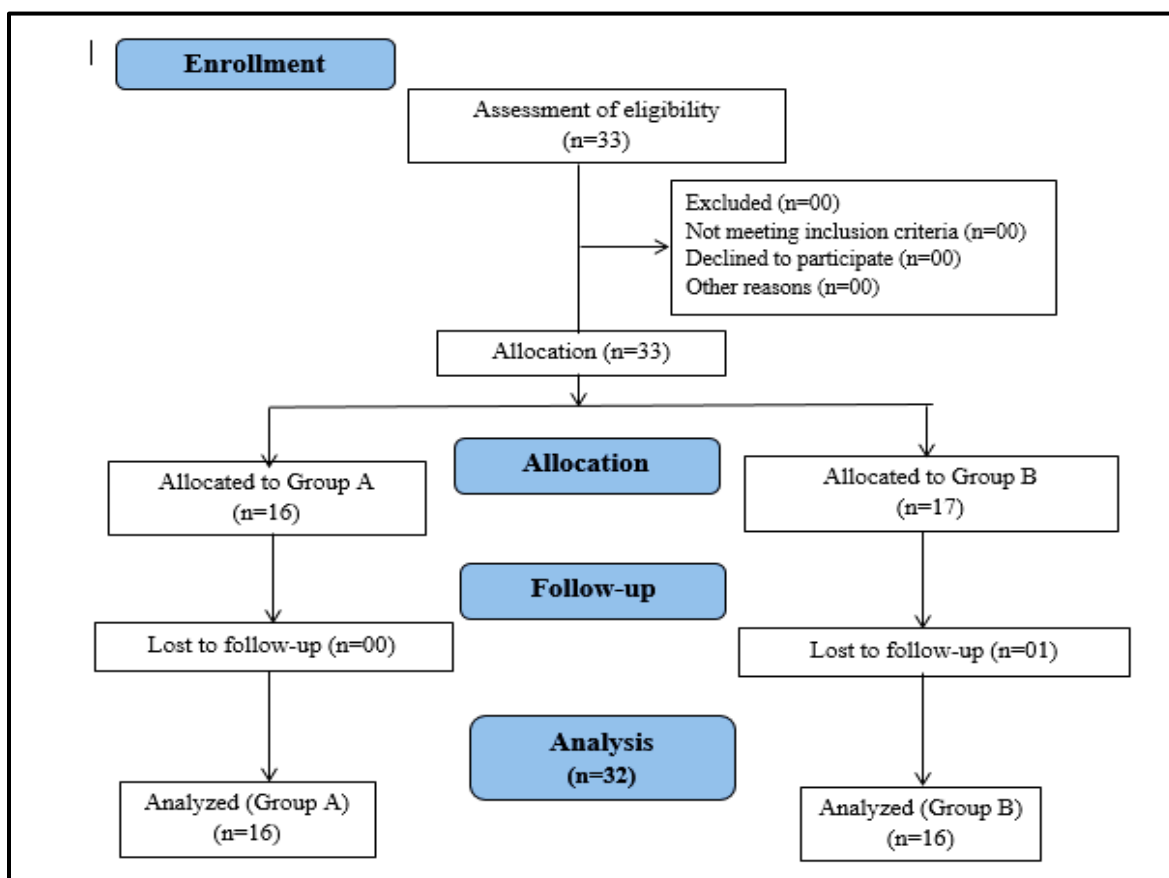 Enrollment
Assessment of eligibility
(n=33)
Excluded (n=00)
Not meeting inclusion criteria (n=00)
Declined to participate (n=00)
Other reasons (n=00)
Allocation (n=33)
Allocation
Allocated to Group A
(n=16)
Allocated to Group B
(n=17)
Follow-up
Lost to follow-up (n=00)
Lost to follow-up (n=01)
Analysis
(n=32)
Analyzed (Group A)
(n=16)
Analyzed (Group B)
(n=16)